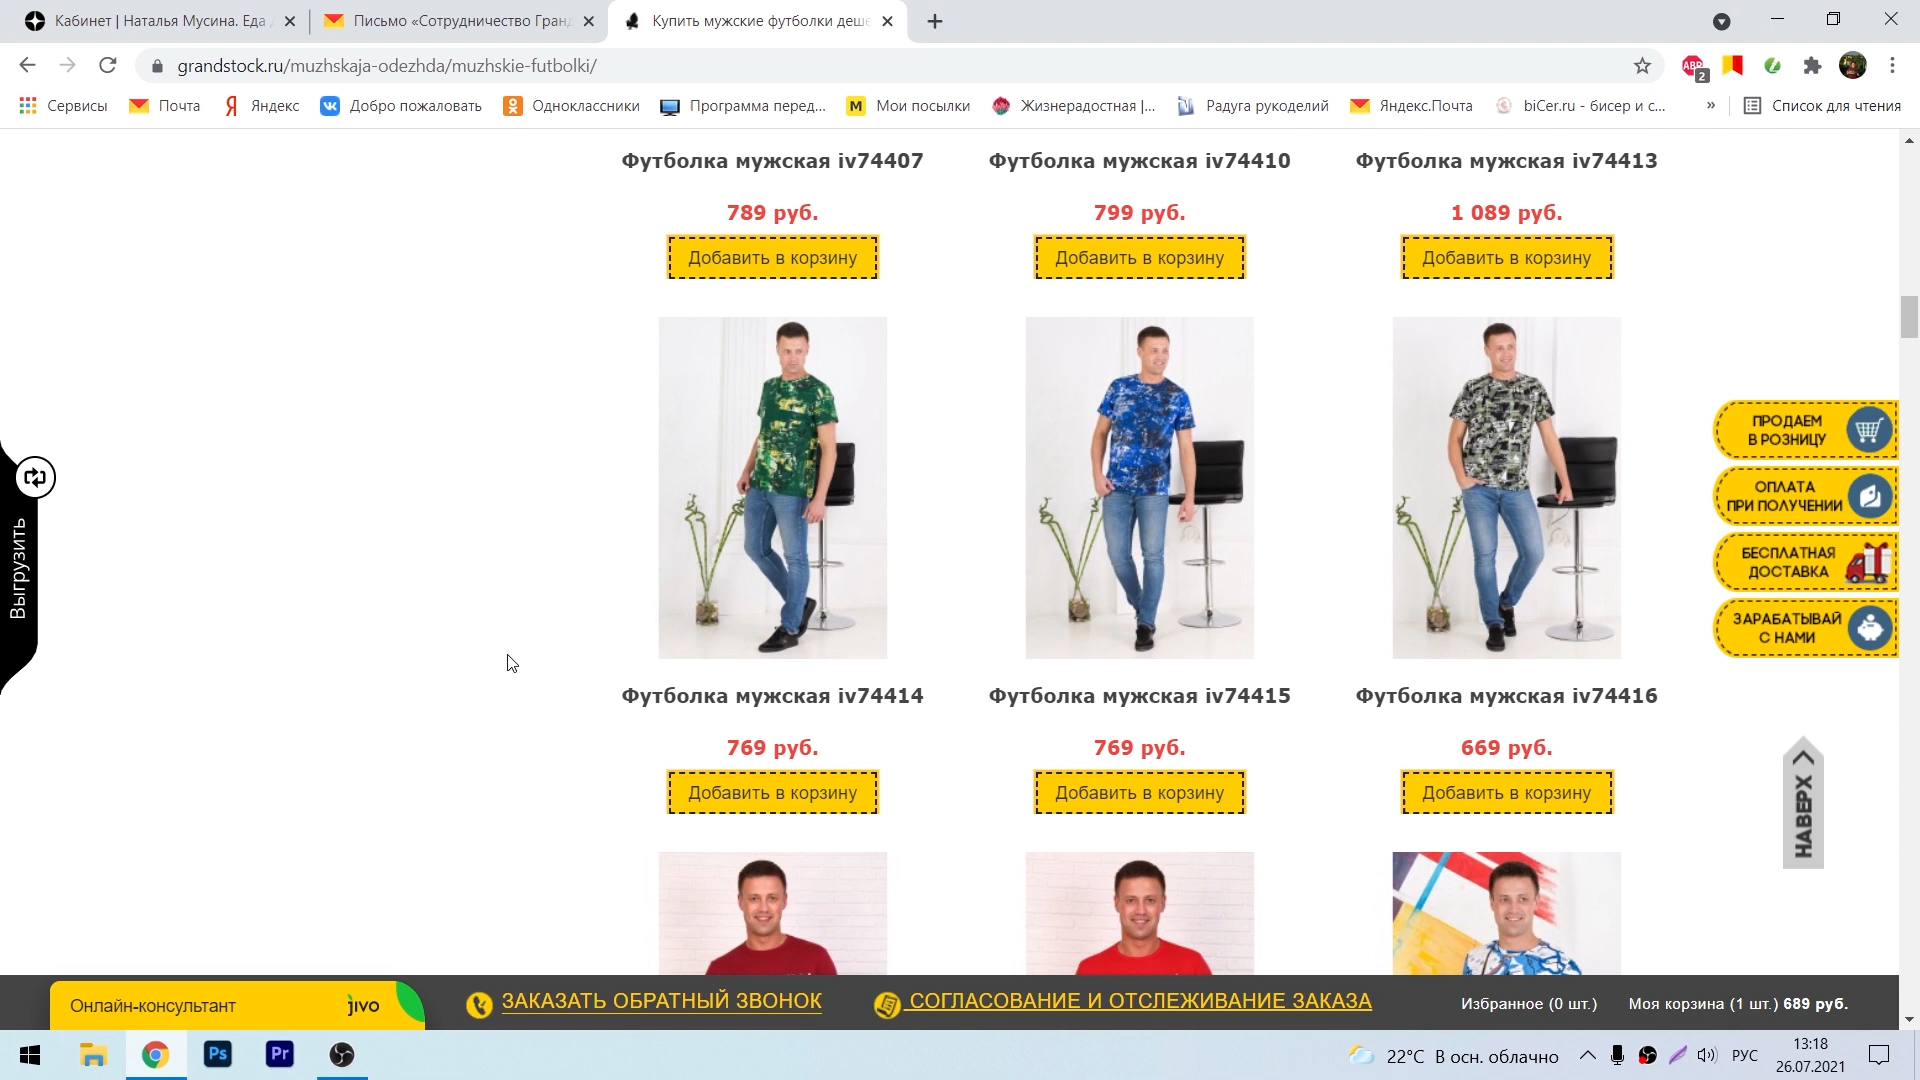 Кабинет | Наталья Мусина. Еда
Письмо «Сотрудничество Гранд
Купить мужские футболки деше
grandstock.ru/muzhskaja-odezhda/muzhskie-futbolki/
ABP
2
Сервисы
Почта
Яндекс
Добро пожаловать
Одноклассники
Программа перед...
Мои посылки
Жизнерадостная |...
Радуга рукоделий
Яндекс.Почта
biCer.ru - бисер и с...
»
Список для чтения
Футболка мужская iv74407
Футболка мужская iv74410
Футболка мужская iv74413
789 руб.
799 руб.
1 089 руб.
Добавить в корзину
Добавить в корзину
Добавить в корзину
Выгрузить
ПРОДАЕМ
В РОЗНИЦУ
ОПЛАТА
ПРИ ПОЛУЧЕНИИ
БЕСПЛАТНАЯ
ДОСТАВКА
ЗАРАБАТЫВАЙ
С НАМИ
Футболка мужская iv74414
Футболка мужская iv74415
Футболка мужская iv74416
769 руб.
769 руб.
669 руб.
Добавить в корзину
Добавить в корзину
Добавить в корзину
НАВЕРХ
Онлайн-консультант
jivo
ЗАКАЗАТЬ ОБРАТНЫЙ ЗВОНОК
СОГЛАСОВАНИЕ И ОТСЛЕЖИВАНИЕ ЗАКАЗА
Избранное (0 шт.)
Моя корзина (1 шт.) 689 руб.
Ps
Pr
22°C В осн. облачно
РУС
13:18
26.07.2021